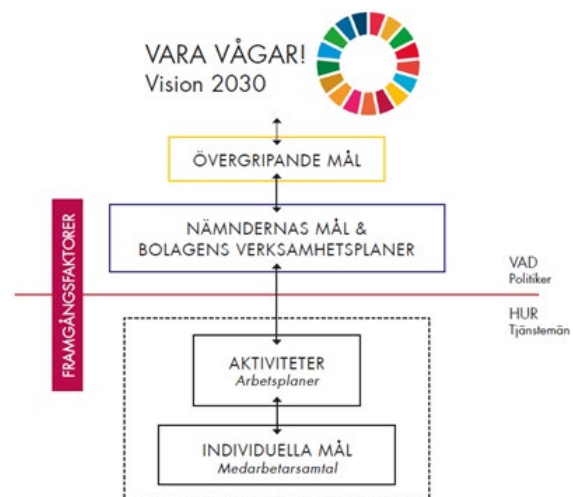 VARA VÅGAR!
Vision 2030
ÖVERGRIPANDE MÅL
NÄMNDERNAS MÅL &
BOLAGENS VERKSAMHETSPLANER
FRAMGÅNGSFAKTORER
VAD
Politiker
HUR
Tjänstemän
AKTIVITETER
Arbetsplaner
INDIVIDUELLA MÅL
Medarbetarsamtal